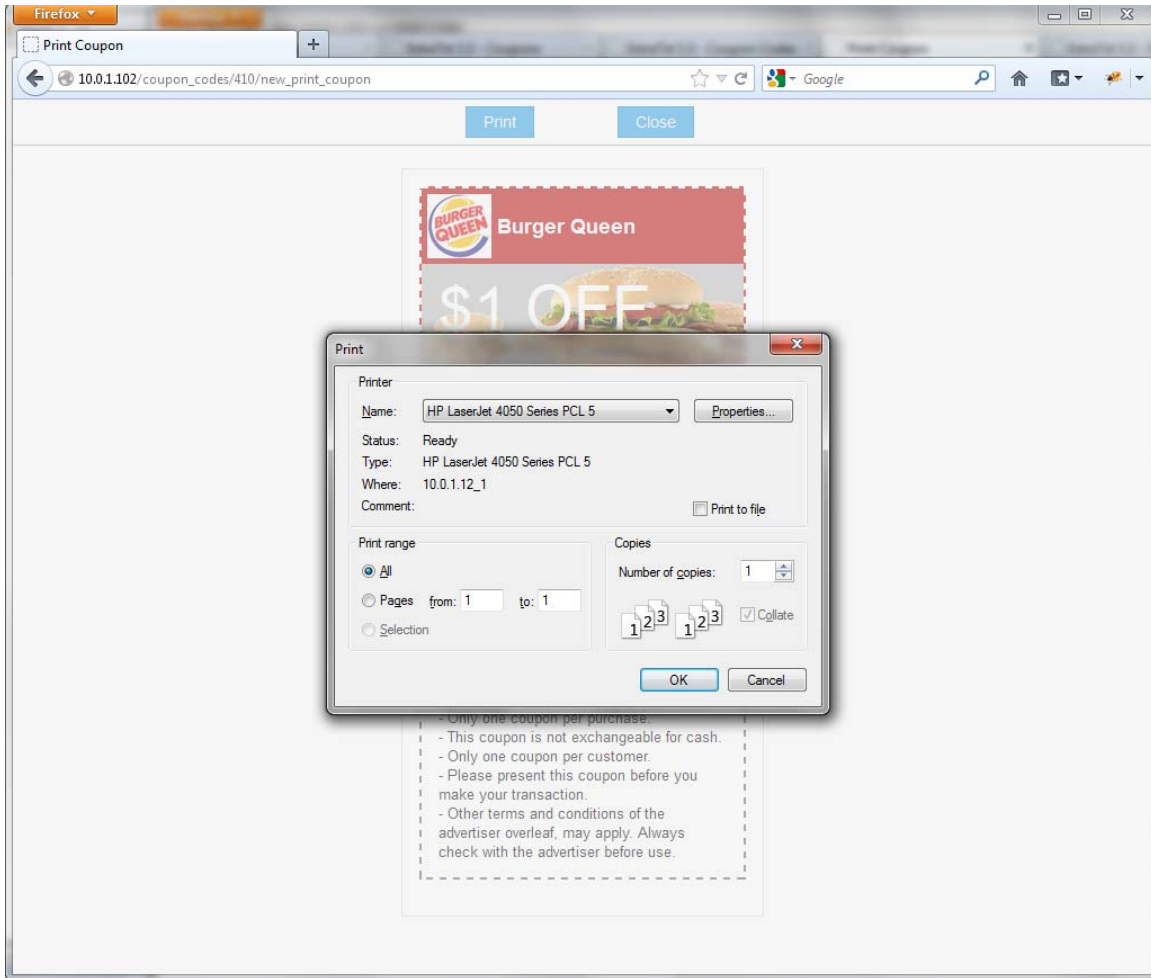 Firefox
Print Coupon
10.0.1.102/coupon_codes/410/new_print_coupon
Google
Print Close
BURGER
QUEEN
Burger Queen
$1 OFF
Print
Printer
Name: HP LaserJet 4050 Series PCL 5 Properties...
Status: Ready
Type: HP LaserJet 4050 Series PCL 5
Where: 10.0.1.12_1
Comment:
Print to file
Print range
All
Pages from: 1 to: 1
Selection
Copies
Number of copies: 1
1 2 3 1 2 3 Collate
OK Cancel
- Only one coupon per purchase.
- This coupon is not exchangeable for cash.
- Only one coupon per customer.
- Please present this coupon before you
make your transaction.
- Other terms and conditions of the
advertiser overleaf, may apply. Always
check with the advertiser before use.